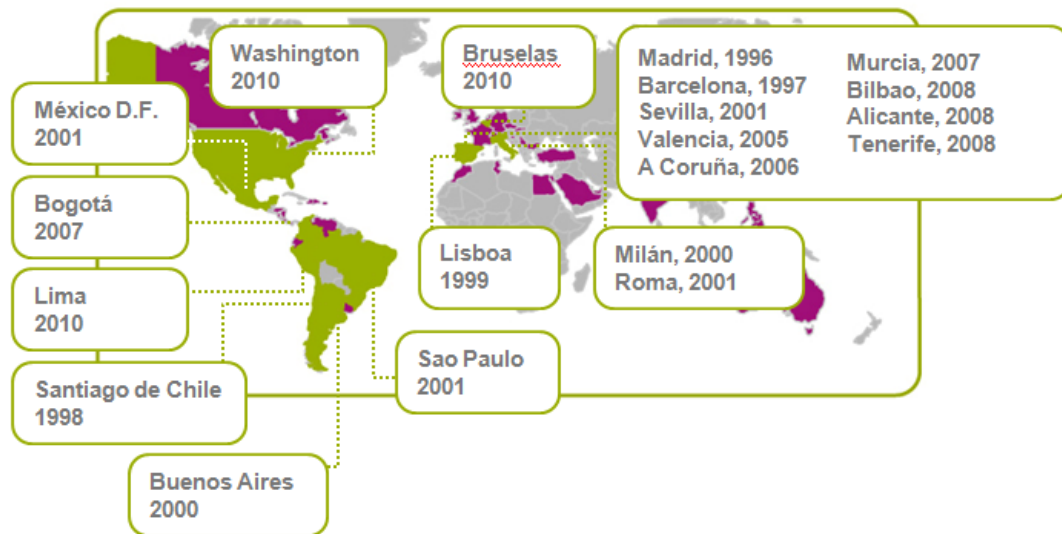 Washington
2010
Bruselas
2010
Madrid, 1996
Barcelona, 1997
Sevilla, 2001
Valencia, 2005
A Coruña, 2006
Murcia, 2007
Bilbao, 2008
Alicante, 2008
Tenerife, 2008
México D.F.
2001
Bogotá
2007
Lima
2010
Santiago de Chile
1998
Buenos Aires
2000
Sao Paulo
2001
Lisboa
1999
Milán, 2000
Roma, 2001